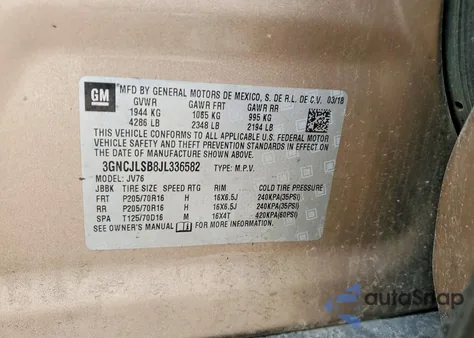 GM
MFD BY GENERAL MOTORS DE MEXICO, S. DE R.L. DE C.V. 03/18
GVWR GAWR FRT GAWR RR
1944 KG 1065 KG 995 KG
4286 LB 2348 LB 2194 LB
THIS VEHICLE CONFORMS TO ALL APPLICABLE U.S. FEDERAL MOTOR
VEHICLE SAFETY AND THEFT PREVENTION STANDARDS IN EFFECT ON
THE DATE OF MANUFACTURE SHOWN ABOVE.
3GNCJLSB8JL336582 TYPE: M.P.V.
MODEL: JV76
JBBK TIRE SIZE SPEED RTG RIM COLD TIRE PRESSURE
FRT P205/70R16 H 16X6.5J 240KPA(35PSI)
RR P205/70R16 H 16X6.5J 240KPA(35PSI)
SPA T125/70D16 M 16X4T 420KPA(60PSI)
SEE OWNER'S MANUAL FOR MORE INFORMATION
autoSnap